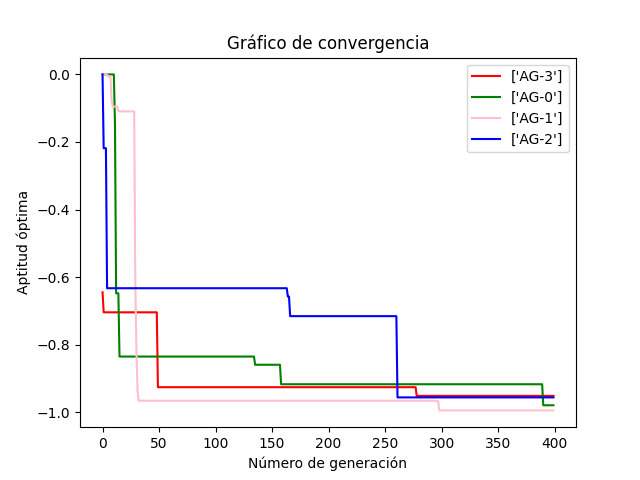 Gráfico de convergencia
['AG-3']
['AG-0']
['AG-1']
['AG-2']
Aptitud óptima
0.0
−0.2
−0.4
−0.6
−0.8
−1.0
0 50 100 150 200 250 300 350 400
Número de generación